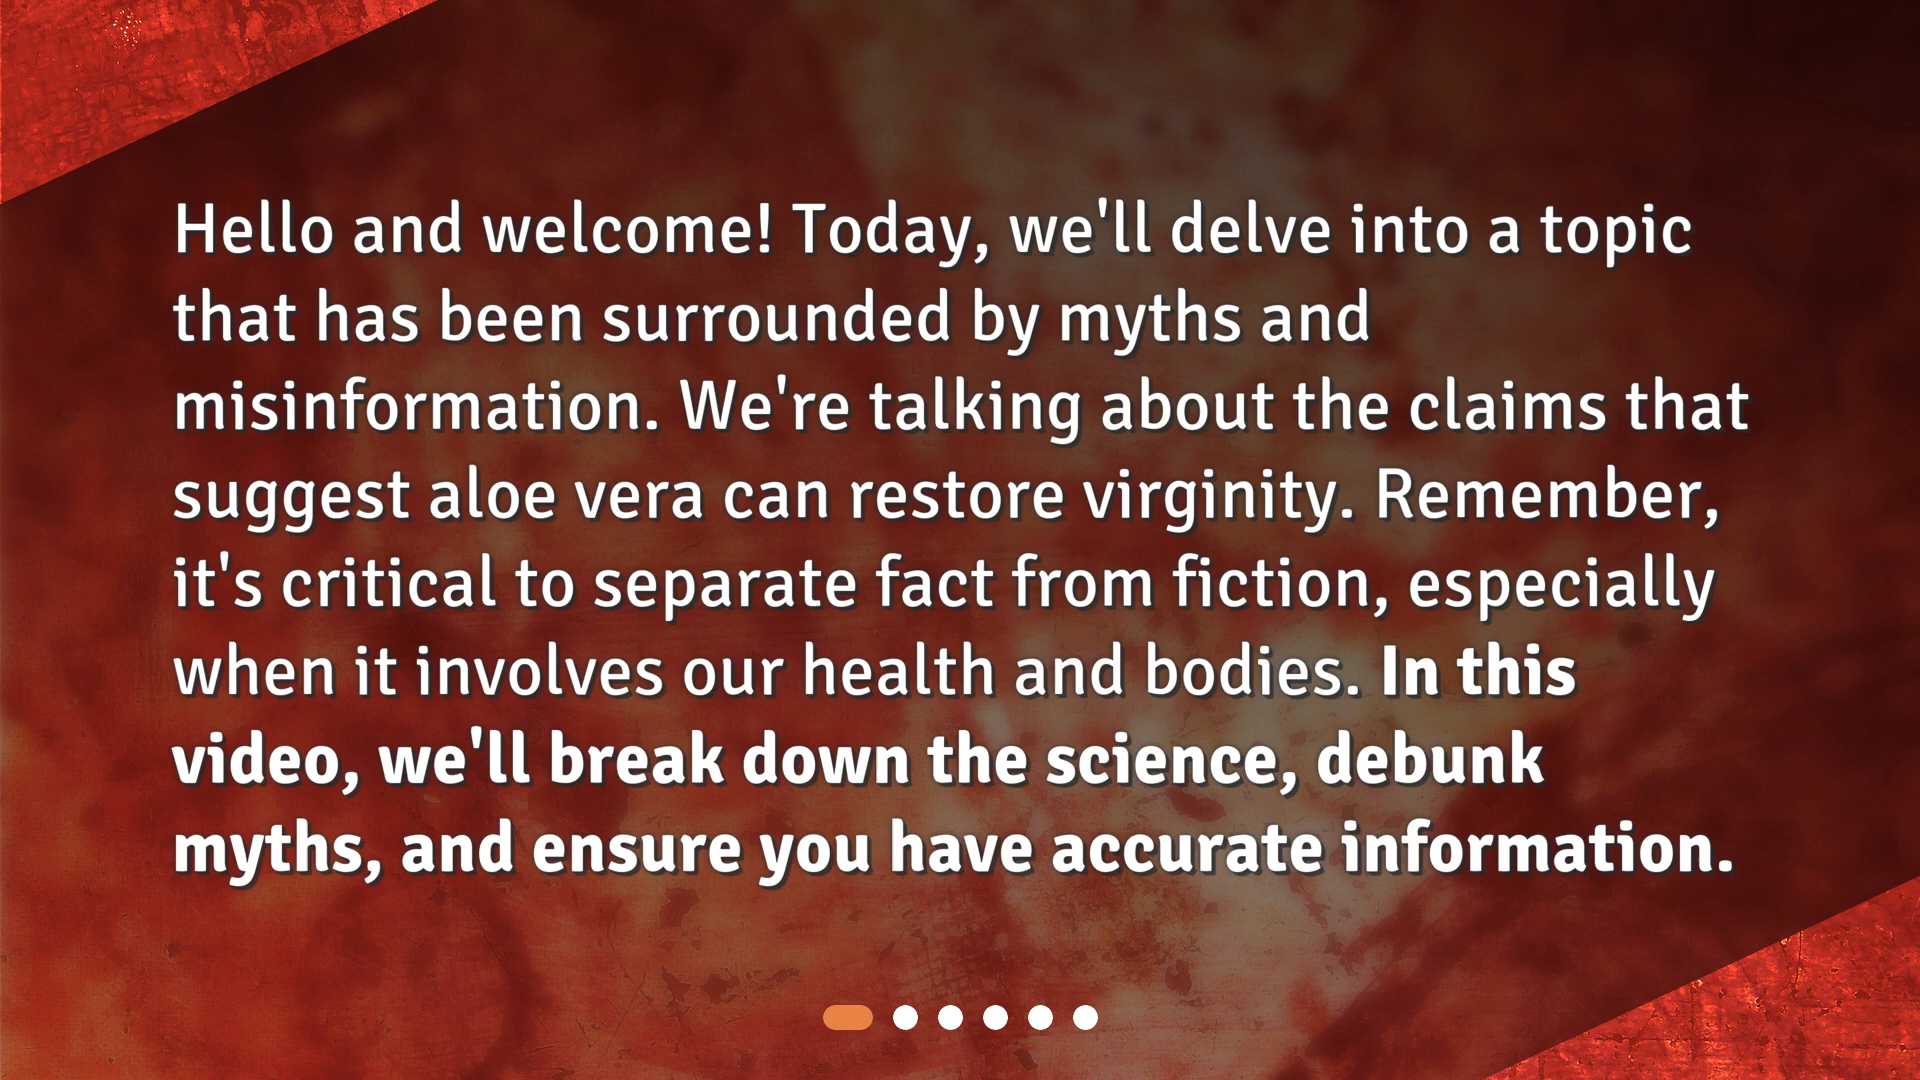 Hello and welcome! Today, we'll delve into a topic
that has been surrounded by myths and
misinformation. We're talking about the claims that
suggest aloe vera can restore virginity. Remember,
it's critical to separate fact from fiction, especially
when it involves our health and bodies. In this
video, we'll break down the science, debunk
myths, and ensure you have accurate information.